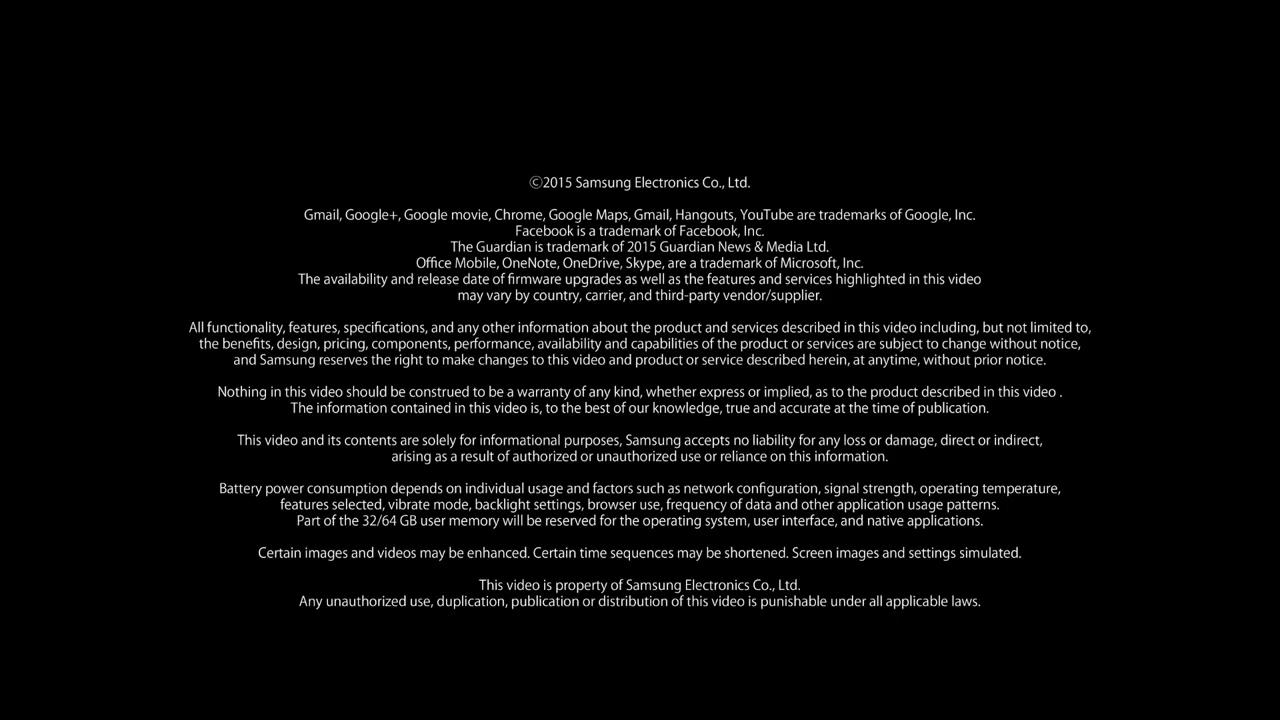 ©2015 Samsung Electronics Co., Ltd.
Gmail, Google+, Google movie, Chrome, Google Maps, Gmail, Hangouts, YouTube are trademarks of Google, Inc.
Facebook is a trademark of Facebook, Inc.
The Guardian is trademark of 2015 Guardian News & Media Ltd.
Office Mobile, OneNote, OneDrive, Skype, are a trademark of Microsoft, Inc.
The availability and release date of firmware upgrades as well as the features and services highlighted in this video
may vary by country, carrier, and third-party vendor/supplier.
All functionality, features, specifications, and any other information about the product and services described in this video including, but not limited to,
the benefits, design, pricing, components, performance, availability and capabilities of the product or services are subject to change without notice,
and Samsung reserves the right to make changes to this video and product or service described herein, at anytime, without prior notice.
Nothing in this video should be construed to be a warranty of any kind, whether express or implied, as to the product described in this video .
The information contained in this video is, to the best of our knowledge, true and accurate at the time of publication.
This video and its contents are solely for informational purposes, Samsung accepts no liability for any loss or damage, direct or indirect,
arising as a result of authorized or unauthorized use or reliance on this information.
Battery power consumption depends on individual usage and factors such as network configuration, signal strength, operating temperature,
features selected, vibrate mode, backlight settings, browser use, frequency of data and other application usage patterns.
Part of the 32/64 GB user memory will be reserved for the operating system, user interface, and native applications.
Certain images and videos may be enhanced. Certain time sequences may be shortened. Screen images and settings simulated.
This video is property of Samsung Electronics Co., Ltd.
Any unauthorized use, duplication, publication or distribution of this video is punishable under all applicable laws.